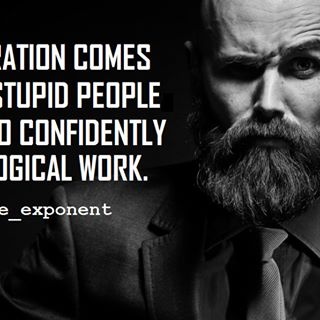 RATION COMES
STUPID PEOPLE
O CONFIDENTLY
OGICAL WORK.
e_exponent